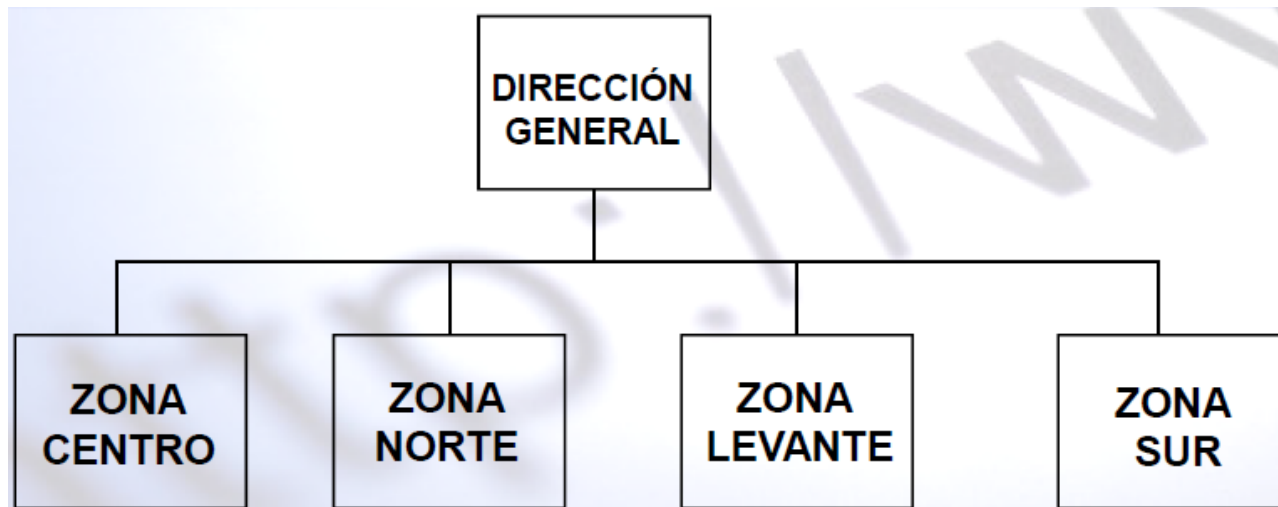 DIRECCIÓN
GENERAL
ZONA
CENTRO
ZONA
NORTE
ZONA
LEVANTE
ZONA
SUR